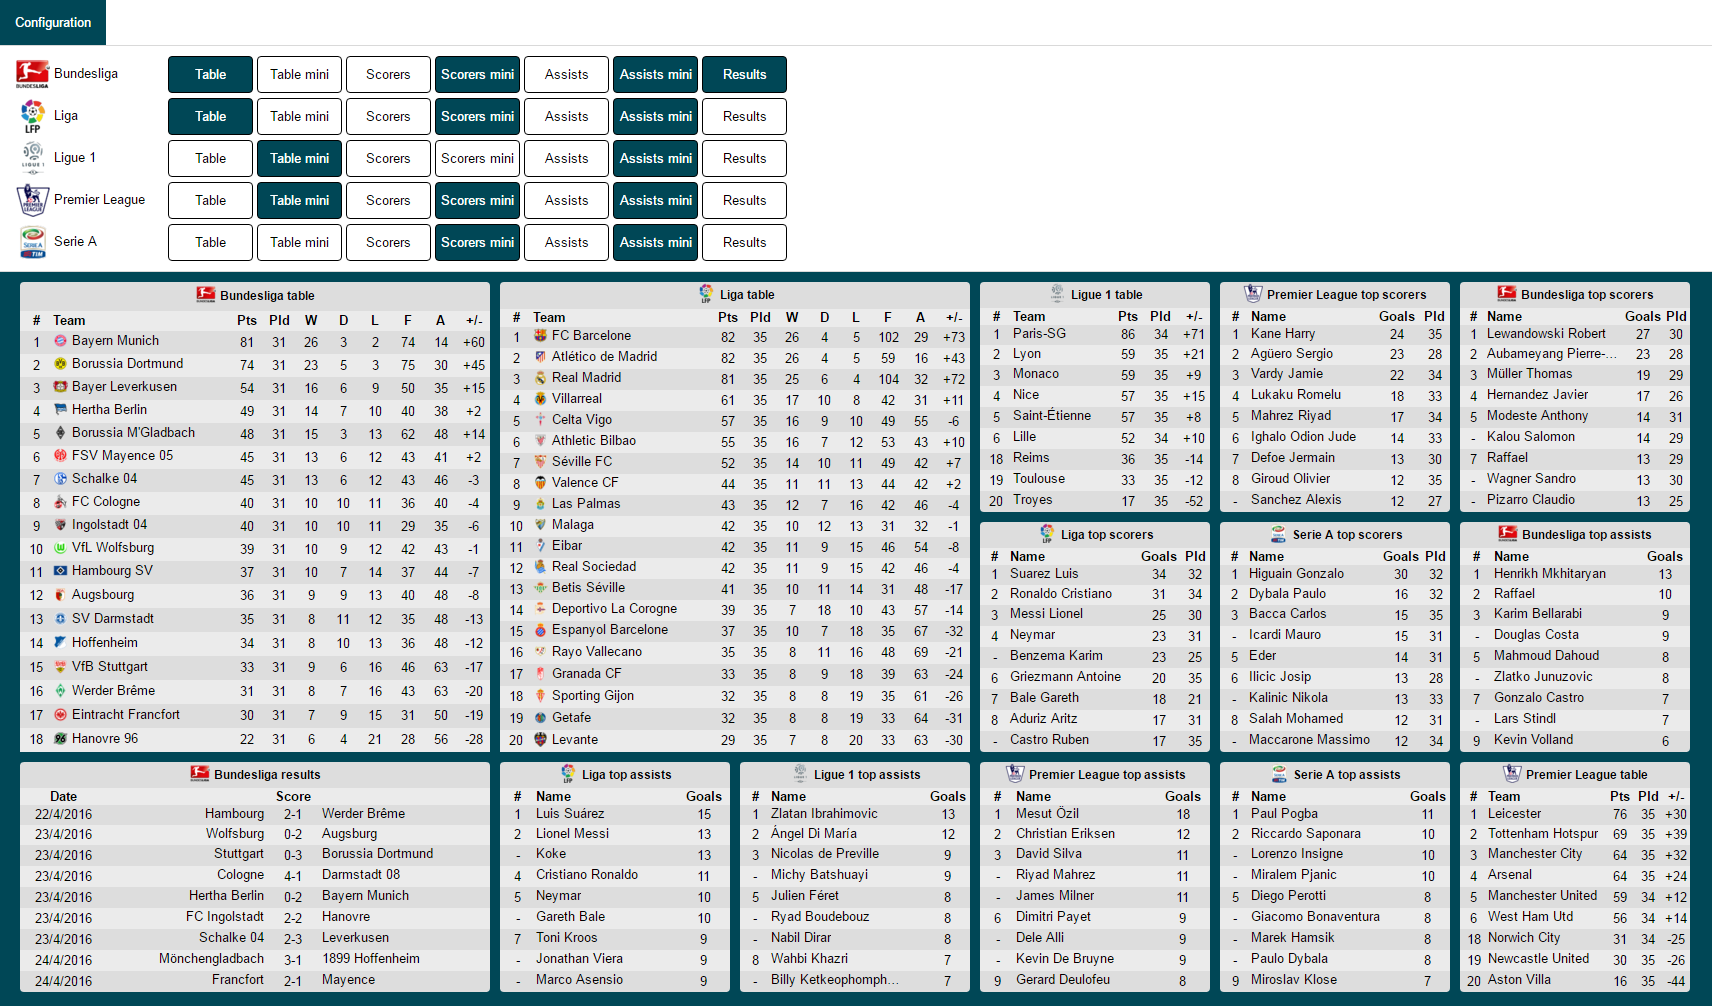 Configuration
Bundesliga Table Table mini Scorers Scorers mini Assists Assists mini Results
Liga Table Table mini Scorers Scorers mini Assists Assists mini Results
Ligue 1 Table Table mini Scorers Scorers mini Assists Assists mini Results
Premier League Table Table mini Scorers Scorers mini Assists Assists mini Results
Serie A Table Table mini Scorers Scorers mini Assists Assists mini Results
Bundesliga table
# Team Pts Pld W D L F A +/-
1 Bayern Munich 81 31 26 3 2 74 14 +60
2 Borussia Dortmund 74 31 23 5 3 75 30 +45
3 Bayer Leverkusen 54 31 16 6 9 50 35 +15
4 Hertha Berlin 49 31 14 7 10 40 38 +2
5 Borussia M'Gladbach 48 31 15 3 13 62 48 +14
6 FSV Mayence 05 45 31 13 6 12 43 41 +2
7 Schalke 04 45 31 13 6 12 43 46 -3
8 FC Cologne 40 31 10 10 11 36 40 -4
9 Ingolstadt 04 40 31 10 10 11 29 35 -6
10 VfL Wolfsburg 39 31 10 9 12 42 43 -1
11 Hambourg SV 37 31 10 7 14 37 44 -7
12 Augsbourg 36 31 9 9 13 40 48 -8
13 SV Darmstadt 35 31 8 11 12 35 48 -13
14 Hoffenheim 34 31 8 10 13 36 48 -12
15 VfB Stuttgart 33 31 9 6 16 46 63 -17
16 Werder Brême 31 31 8 7 16 43 63 -20
17 Eintracht Francfort 30 31 7 9 15 31 50 -19
18 Hanovre 96 22 31 6 4 21 28 56 -28
Liga table
# Team Pts Pld W D L F A +/-
1 FC Barcelone 82 35 26 4 5 102 29 +73
2 Atlético de Madrid 82 35 26 4 5 59 16 +43
3 Real Madrid 81 35 25 6 4 104 32 +72
4 Villarreal 61 35 17 10 8 42 31 +11
5 Celta Vigo 57 35 16 9 10 49 55 -6
6 Athletic Bilbao 55 35 16 7 12 53 43 +10
7 Séville FC 52 35 14 10 11 49 42 +7
8 Valence CF 44 35 11 11 13 44 42 +2
9 Las Palmas 43 35 12 7 16 42 46 -4
10 Malaga 42 35 10 12 13 31 32 -1
11 Eibar 42 35 11 9 15 46 54 -8
12 Real Sociedad 42 35 11 9 15 42 46 -4
13 Betis Séville 41 35 10 11 14 31 48 -17
14 Deportivo La Corogne 39 35 7 18 10 43 57 -14
15 Espanyol Barcelone 37 35 10 7 18 35 67 -32
16 Rayo Vallecano 35 35 8 11 16 48 69 -21
17 Granada CF 33 35 8 9 18 39 63 -24
18 Sporting Gijon 32 35 8 8 19 35 61 -26
19 Getafe 32 35 8 8 19 33 64 -31
20 Levante 29 35 7 8 20 33 63 -30
Ligue 1 table
# Team Pts Pld +/-
1 Paris-SG 86 34 +71
2 Lyon 59 35 +21
3 Monaco 59 35 +9
4 Nice 57 35 +15
5 Saint-Étienne 57 35 +8
6 Lille 52 34 +10
18 Reims 36 35 -14
19 Toulouse 33 35 -12
20 Troyes 17 35 -52
Premier League top scorers
# Name Goals Pld
1 Kane Harry 24 35
2 Agüero Sergio 23 28
3 Vardy Jamie 22 34
4 Lukaku Romelu 18 33
5 Mahrez Riyad 17 34
6 Ighalo Odion Jude 14 33
7 Defoe Jermain 13 30
8 Giroud Olivier 12 35
- Sanchez Alexis 12 27
Bundesliga top scorers
# Name Goals Pld
1 Lewandowski Robert 27 30
2 Aubameyang Pierre-... 23 28
3 Müller Thomas 19 29
4 Hernandez Javier 17 26
5 Modeste Anthony 14 31
- Kalou Salomon 14 29
7 Raffael 13 29
- Wagner Sandro 13 30
- Pizarro Claudio 13 25
Liga top scorers
# Name Goals Pld
1 Suarez Luis 34 32
2 Ronaldo Cristiano 31 34
3 Messi Lionel 25 30
4 Neymar 23 31
- Benzema Karim 23 25
6 Griezmann Antoine 20 35
7 Bale Gareth 18 21
8 Aduriz Aritz 17 31
- Castro Ruben 17 35
Serie A top scorers
# Name Goals Pld
1 Higuain Gonzalo 30 32
2 Dybala Paulo 16 32
3 Bacca Carlos 15 35
- Icardi Mauro 15 31
5 Eder 14 31
6 Ilicic Josip 13 28
- Kalinic Nikola 13 33
8 Salah Mohamed 12 31
- Maccarone Massimo 12 34
Bundesliga top assists
# Name Goals
1 Henrikh Mkhitaryan 13
2 Raffael 10
3 Karim Bellarabi 9
- Douglas Costa 9
5 Mahmoud Dahoud 8
- Zlatko Junuzovic 8
7 Gonzalo Castro 7
- Lars Stindl 7
9 Kevin Volland 6
Bundesliga results
Date Score
22/4/2016 Hambourg 2-1 Werder Brême
23/4/2016 Wolfsburg 0-2 Augsburg
23/4/2016 Stuttgart 0-3 Borussia Dortmund
23/4/2016 Cologne 4-1 Darmstadt 08
23/4/2016 Hertha Berlin 0-2 Bayern Munich
23/4/2016 FC Ingolstadt 2-2 Hanovre
23/4/2016 Schalke 04 2-3 Leverkusen
24/4/2016 Mönchengladbach 3-1 1899 Hoffenheim
24/4/2016 Francfort 2-1 Mayence
Liga top assists
# Name Goals
1 Luis Suárez 15
2 Lionel Messi 13
- Koke 13
4 Cristiano Ronaldo 11
5 Neymar 10
- Gareth Bale 10
7 Toni Kroos 9
- Jonathan Viera 9
- Marco Asensio 9
Ligue 1 top assists
# Name Goals
1 Zlatan Ibrahimovic 13
2 Ángel Di María 12
3 Nicolas de Preville 9
- Michy Batshuayi 9
5 Julien Féret 8
- Ryad Boudebouz 8
- Nabil Dirar 8
8 Wahbi Khazri 7
- Billy Ketkeophomph... 7
Premier League top assists
# Name Goals
1 Mesut Özil 18
2 Christian Eriksen 12
3 David Silva 11
- Riyad Mahrez 11
- James Milner 11
6 Dimitri Payet 9
- Dele Alli 9
- Kevin De Bruyne 9
9 Gerard Deulofeu 8
Serie A top assists
# Name Goals
1 Paul Pogba 11
2 Riccardo Saponara 10
- Lorenzo Insigne 10
- Miralem Pjanic 10
5 Diego Perotti 8
- Giacomo Bonaventura 8
- Marek Hamsik 8
- Paulo Dybala 8
9 Miroslav Klose 7
Premier League table
# Team Pts Pld +/-
1 Leicester 76 35 +30
2 Tottenham Hotspur 69 35 +39
3 Manchester City 64 35 +32
4 Arsenal 64 35 +24
5 Manchester United 59 34 +12
6 West Ham Utd 56 34 +14
18 Norwich City 31 34 -25
19 Newcastle United 30 35 -26
20 Aston Villa 16 35 -44